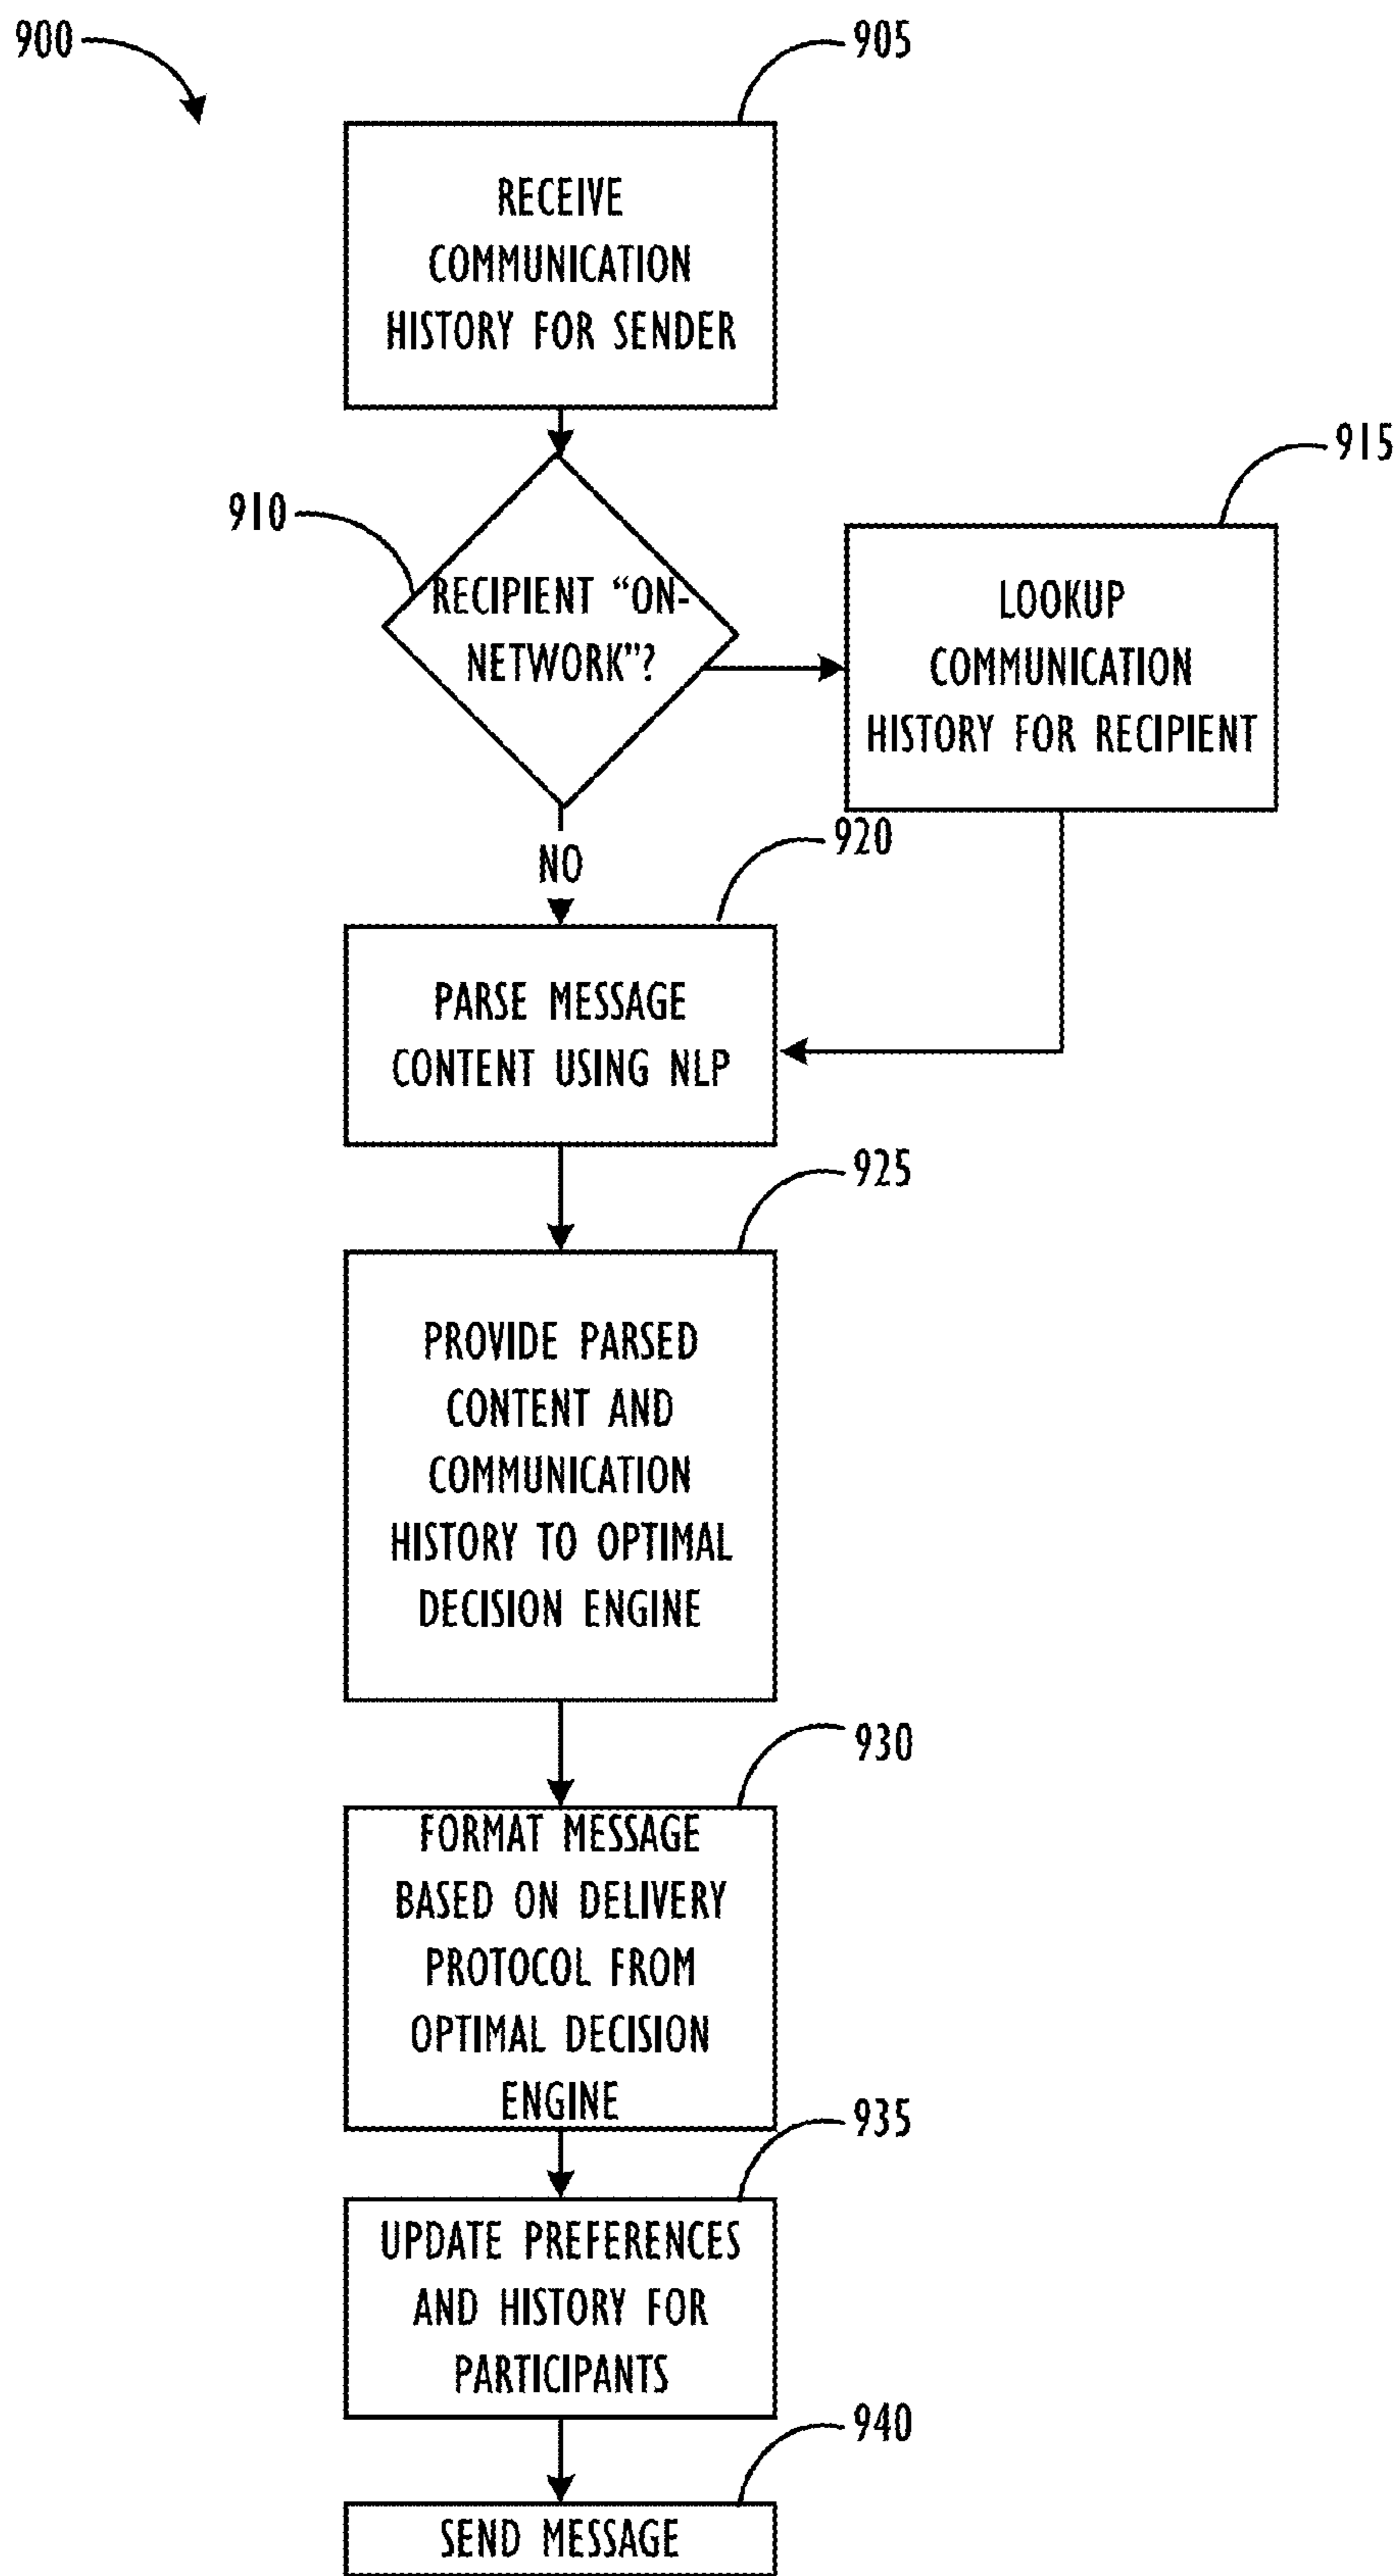 900
905
RECEIVE
COMMUNICATION
HISTORY FOR SENDER
910
RECIPIENT “ON-
NETWORK”?
915
LOOKUP
COMMUNICATION
HISTORY FOR RECIPIENT
NO
920
PARSE MESSAGE
CONTENT USING NLP
925
PROVIDE PARSED
CONTENT AND
COMMUNICATION
HISTORY TO OPTIMAL
DECISION ENGINE
930
FORMAT MESSAGE
BASED ON DELIVERY
PROTOCOL FROM
OPTIMAL DECISION
ENGINE
935
UPDATE PREFERENCES
AND HISTORY FOR
PARTICIPANTS
940
SEND MESSAGE